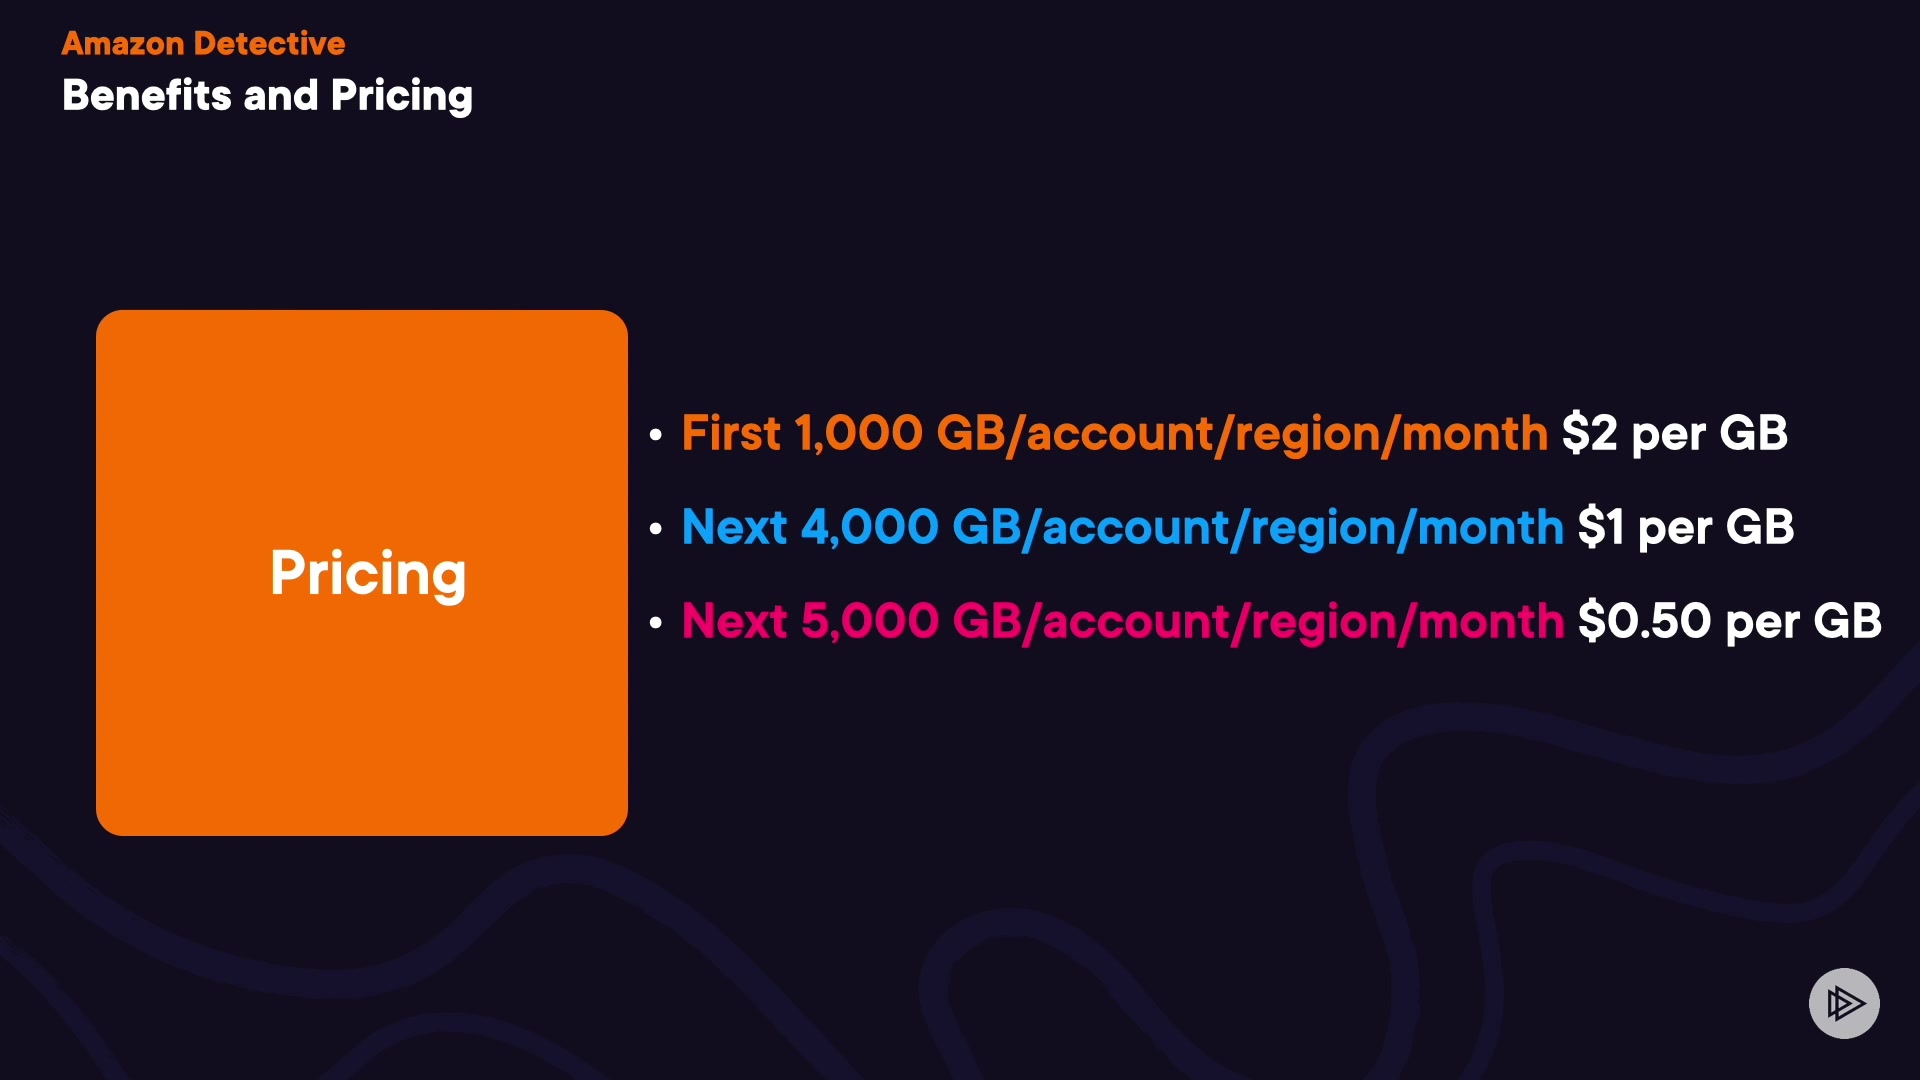 Amazon Detective
Benefits and Pricing
Pricing
• First 1,000 GB/account/region/month $2 per GB
• Next 4,000 GB/account/region/month $1 per GB
• Next 5,000 GB/account/region/month $0.50 per GB